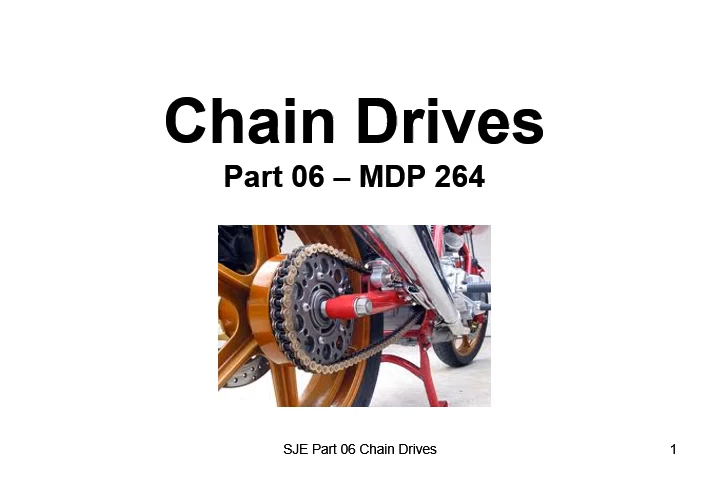 Chain Drives
Part 06 – MDP 264
SJE Part 06 Chain Drives
1